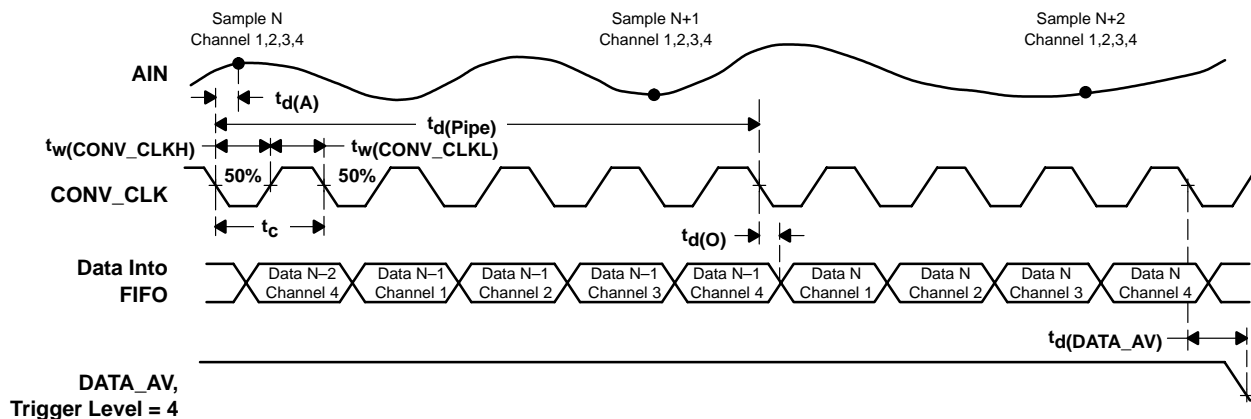 Sample N
Channel 1,2,3,4
Sample N+1
Channel 1,2,3,4
Sample N+2
Channel 1,2,3,4
AIN
td(A)
td(Pipe)
tw(CONV_CLKH)
tw(CONV_CLKL)
50%
50%
CONV_CLK
tc
td(O)
Data Into
FIFO
Data N–2
Channel 4
Data N–1
Channel 1
Data N–1
Channel 2
Data N–1
Channel 3
Data N–1
Channel 4
Data N
Channel 1
Data N
Channel 2
Data N
Channel 3
Data N
Channel 4
td(DATA_AV)
DATA_AV,
Trigger Level = 4